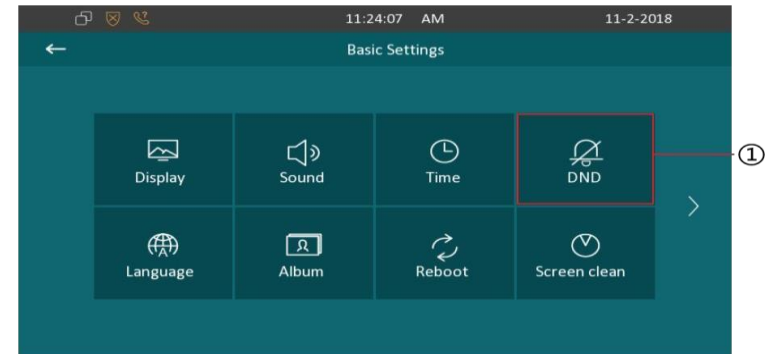 11:24:07 AM 11-2-2018
Basic Settings
Display Sound Time DND
①
Language Album Reboot Screen clean